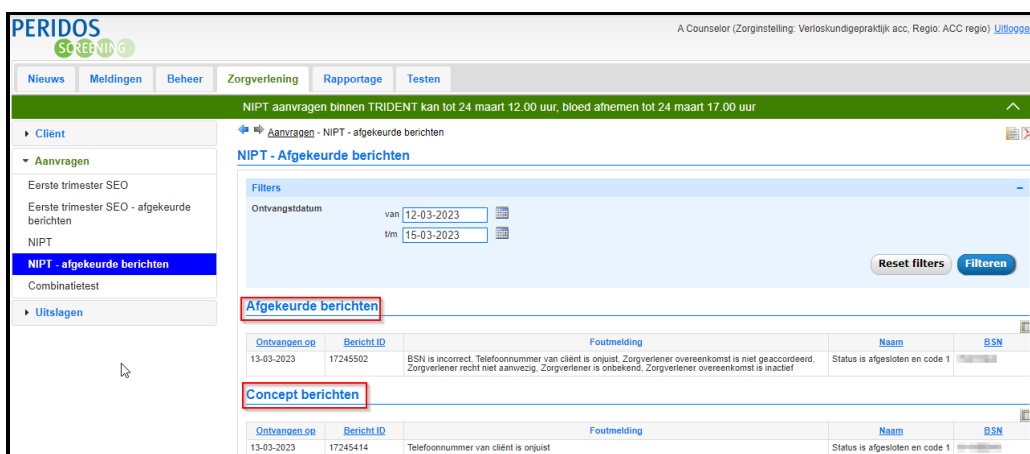 PERIDOS
SCREENING
A Counselor (Zorginstelling: Verloskundigepraktijk acc, Regio: ACC regio) Uitlogge
Nieuws Meldingen Beheer Zorgverlening Rapportage Testen
NIPT aanvragen binnen TRIDENT kan tot 24 maart 12.00 uur, bloed afnemen tot 24 maart 17.00 uur
Cliënt
Aanvragen
Eerste trimester SEO
Eerste trimester SEO - afgekeurde
berichten
NIPT
NIPT - afgekeurde berichten
Combinatietest
Uitslagen
Aanvragen - NIPT - afgekeurde berichten
NIPT - Afgekeurde berichten
Filters
Ontvangstdatum van 12-03-2023
t/m 15-03-2023
Reset filters Filteren
Afgekeurde berichten
Ontvangen op Bericht ID Foutmelding Naam BSN
13-03-2023 17245502 BSN is incorrect, Telefoonnummer van cliënt is onjuist, Zorgverlener overeenkomst is niet geaccordeerd, Status is afgesloten en code 1
Zorgverlener recht niet aanwezig, Zorgverlener is onbekend, Zorgverlener overeenkomst is inactief
Concept berichten
Ontvangen op Bericht ID Foutmelding Naam BSN
13-03-2023 17245414 Telefoonnummer van cliënt is onjuist Status is afgesloten en code 1